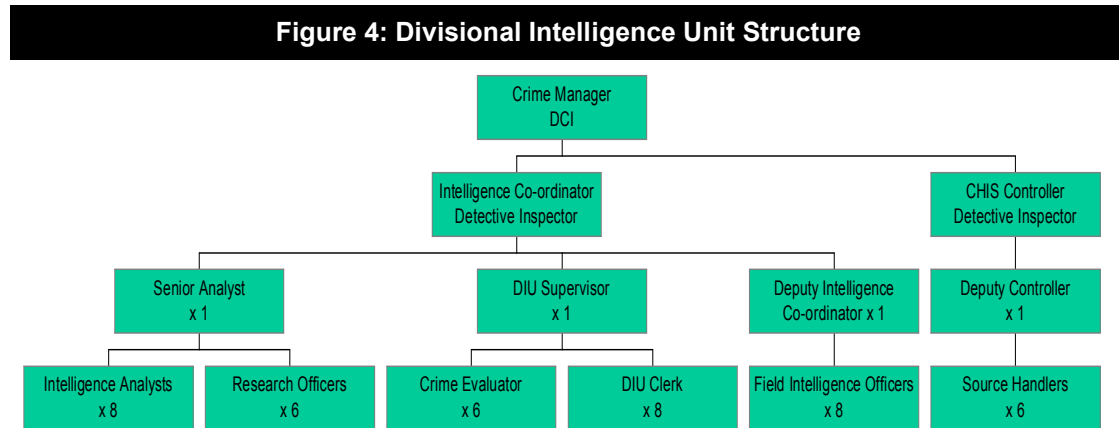 Figure 4: Divisional Intelligence Unit Structure
Crime Manager
DCI
Intelligence Co-ordinator
Detective Inspector
CHIS Controller
Detective Inspector
Senior Analyst
x 1
DIU Supervisor
x 1
Deputy Intelligence
Co-ordinator x 1
Deputy Controller
x 1
Intelligence Analysts
x 8
Research Officers
x 6
Crime Evaluator
x 6
DIU Clerk
x 8
Field Intelligence Officers
x 8
Source Handlers
x 6